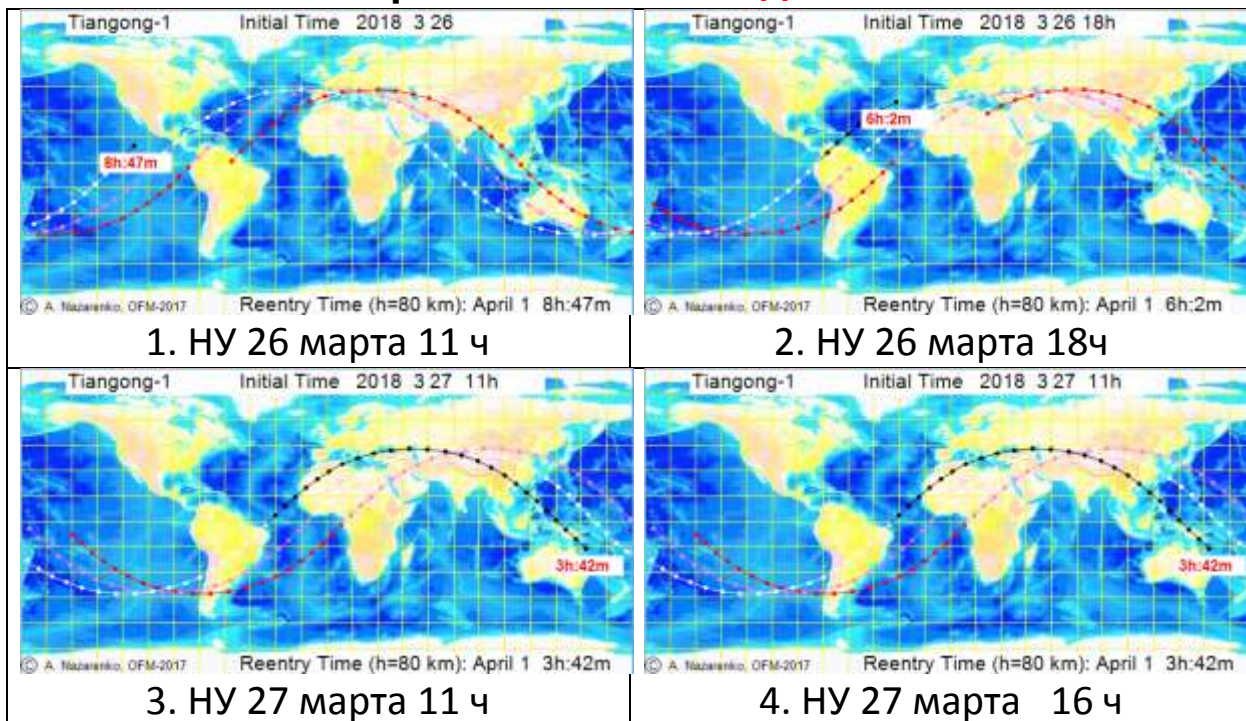 Tiangong-1 Initial Time 2018 3 26
8h:47m
© A. Nazarenko, OFM-2017 Reentry Time (h=80 km): April 1 8h:47m
1. НУ 26 марта 11 ч
Tiangong-1 Initial Time 2018 3 26 18h
6h:2m
© A. Nazarenko, OFM-2017 Reentry Time (h=80 km): April 1 6h:2m
2. НУ 26 марта 18ч
Tiangong-1 Initial Time 2018 3 27 11h
3h:42m
© A. Nazarenko, OFM-2017 Reentry Time (h=80 km): April 1 3h:42m
3. НУ 27 марта 11 ч
Tiangong-1 Initial Time 2018 3 27 11h
3h:42m
© A. Nazarenko, OFM-2017 Reentry Time (h=80 km): April 1 3h:42m
4. НУ 27 марта 16 ч